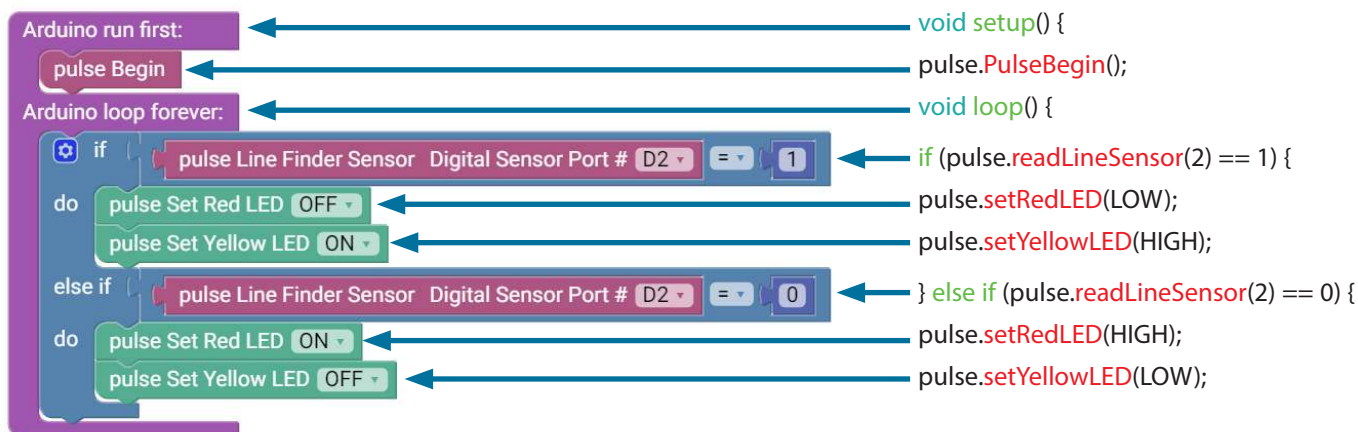 Arduino run first: void setup() {
pulse Begin pulse.PulseBegin();
Arduino loop forever: void loop() {
if pulse Line Finder Sensor Digital Sensor Port # D2 = 1 if (pulse.readLineSensor(2) == 1) {
do pulse Set Red LED OFF pulse.setRedLED(LOW);
pulse Set Yellow LED ON pulse.setYellowLED(HIGH);
else if pulse Line Finder Sensor Digital Sensor Port # D2 = 0 } else if (pulse.readLineSensor(2) == 0) {
do pulse Set Red LED ON pulse.setRedLED(HIGH);
pulse Set Yellow LED OFF pulse.setYellowLED(LOW);